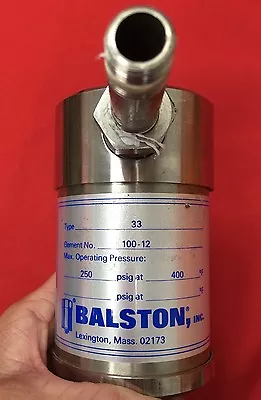 Type 33
Element No. 100-12
Max. Operating Pressure:
250 psig at 400 °F
psig at °F
BALSTON, INC.
Lexington, Mass. 02173